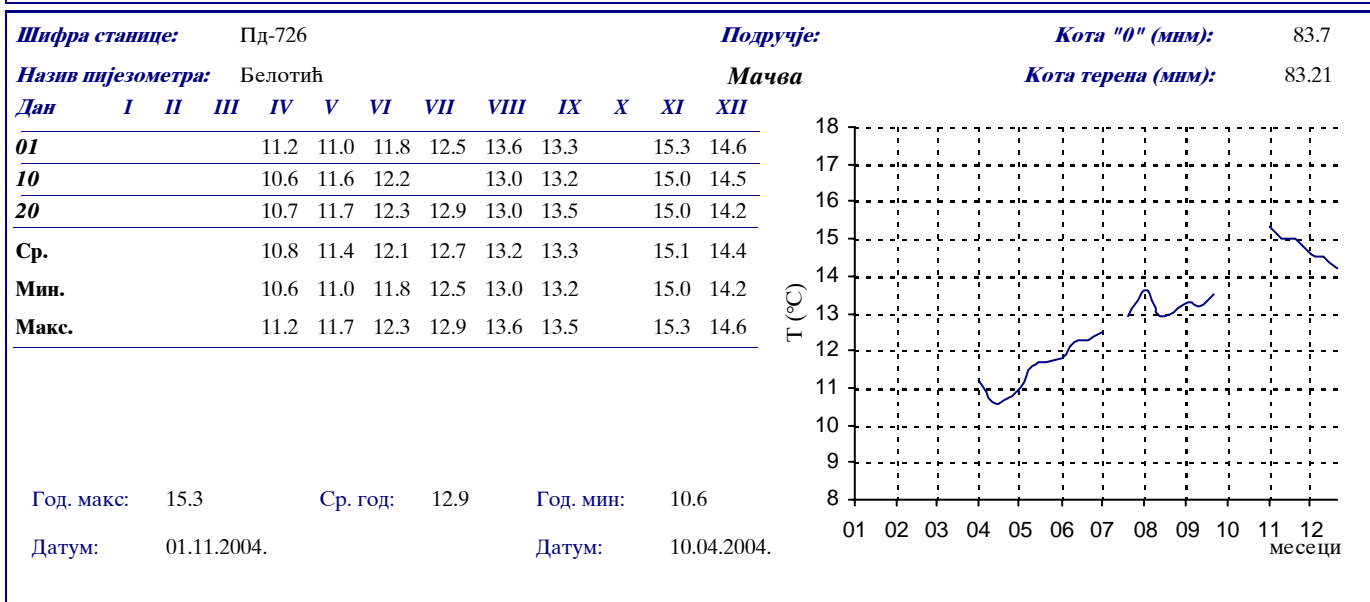 Шифра станице: Пд-726 Подручје: Кота "0" (мнм): 83.7
Назив пијезометра: Белотић Мачва Кота терена (мнм): 83.21
Дан I II III IV V VI VII VIII IX X XI XII
01 11.2 11.0 11.8 12.5 13.6 13.3 15.3 14.6
10 10.6 11.6 12.2 13.0 13.2 15.0 14.5
20 10.7 11.7 12.3 12.9 13.0 13.5 15.0 14.2
Ср. 10.8 11.4 12.1 12.7 13.2 13.3 15.1 14.4
Мин. 10.6 11.0 11.8 12.5 13.0 13.2 15.0 14.2
Макс. 11.2 11.7 12.3 12.9 13.6 13.5 15.3 14.6
Год. макс: 15.3 Ср. год: 12.9 Год. мин: 10.6
Датум: 01.11.2004. Датум: 10.04.2004.
T (°C)
18
17
16
15
14
13
12
11
10
9
8
01 02 03 04 05 06 07 08 09 10 11 12
месеци